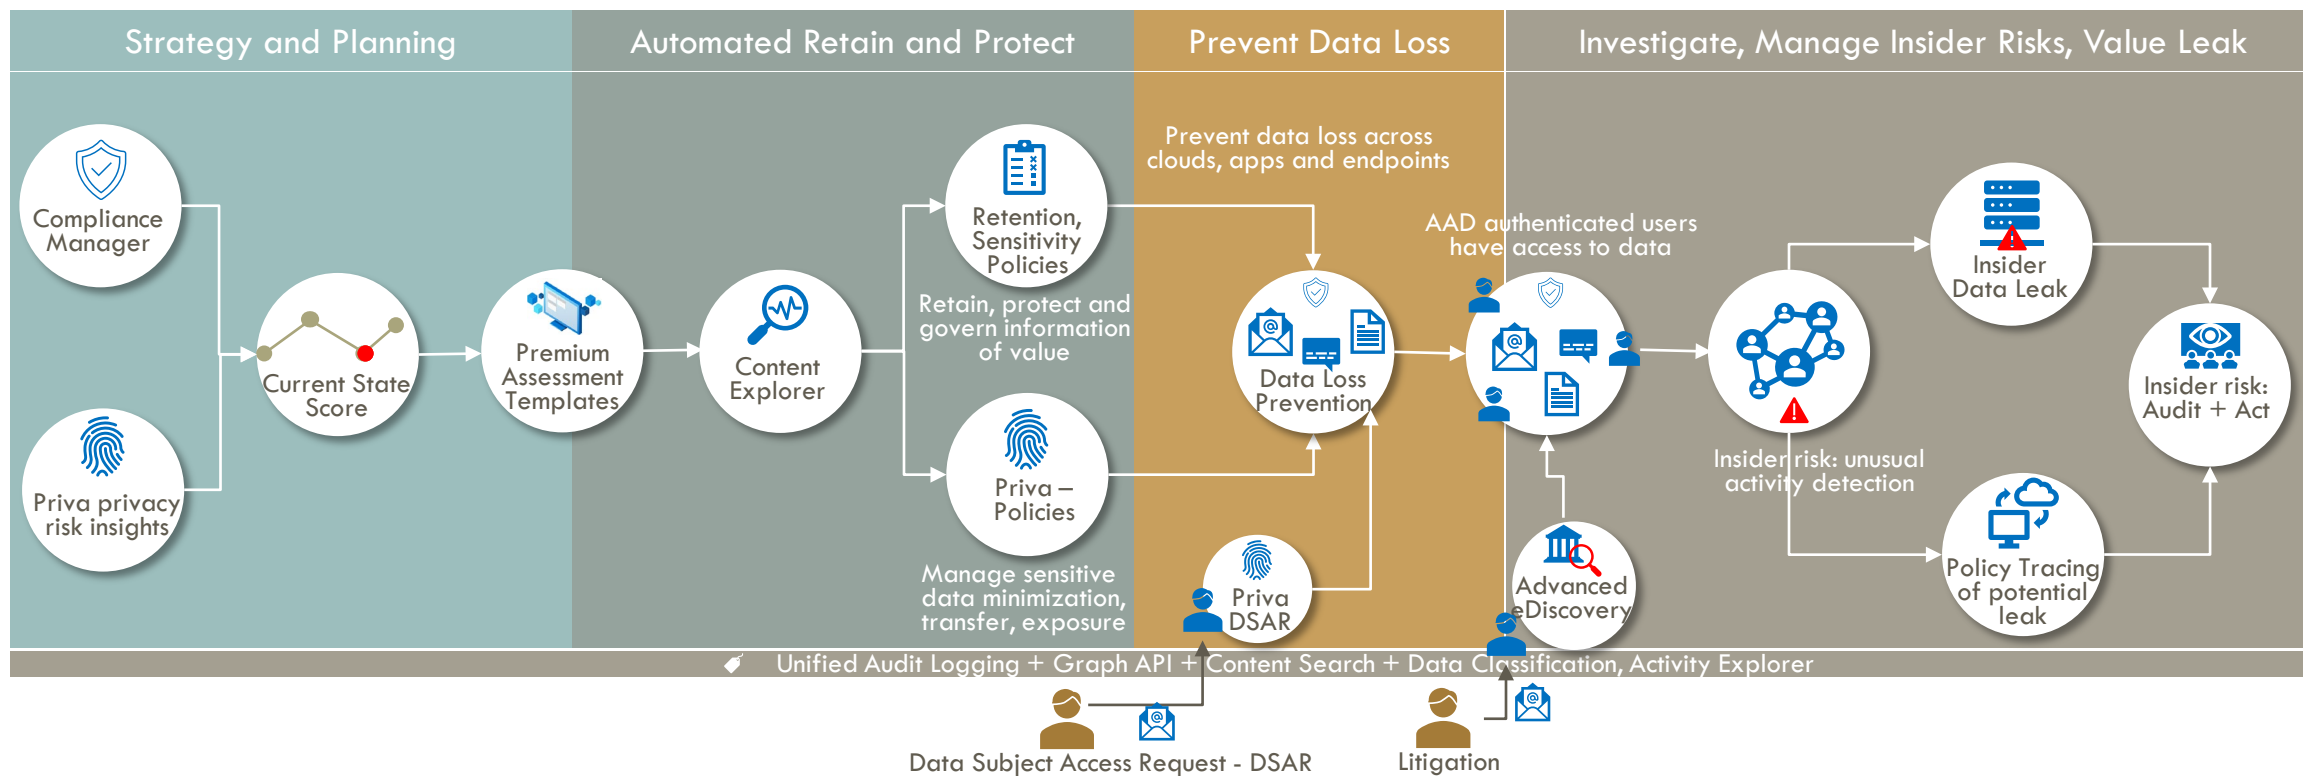 Strategy and Planning
Automated Retain and Protect
Prevent Data Loss
Investigate, Manage Insider Risks, Value Leak
Compliance
Manager
Priva privacy
risk insights
Current State
Score
Premium
Assessment
Templates
Content
Explorer
Retention,
Sensitivity
Policies
Retain, protect and
govern information
of value
Priva –
Policies
Manage sensitive
data minimization,
transfer, exposure
Prevent data loss across
clouds, apps and endpoints
Data Loss
Prevention
Priva
DSAR
AAD authenticated users
have access to data
Advanced
eDiscovery
Insider risk: unusual
activity detection
Insider
Data Leak
Policy Tracing
of potential
leak
Insider risk:
Audit + Act
Unified Audit Logging + Graph API + Content Search + Data Classification, Activity Explorer
Data Subject Access Request - DSAR
Litigation